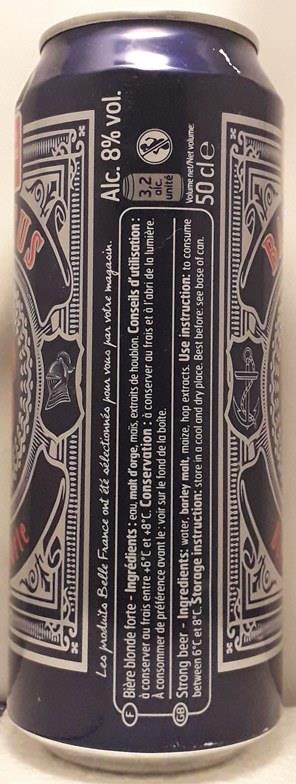 Les produits Belle France ont été sélectionnés pour vous par votre magasin.
Alc. 8% vol.
3,2
alc.
unité
Volume net/Net volume:
50 cl e
F
Bière blonde forte - Ingrédients : eau, malt d'orge, maïs, extraits de houblon. Conseils d'utilisation :
à conserver au frais entre +6°C et +8°C. Conservation : à conserver au frais et à l'abri de la lumière.
À consommer de préférence avant le : voir sur le fond de la boîte.
GB
Strong beer - Ingredients: water, barley malt, maize, hop extracts. Use instruction: to consume
between 6°C et 8°C. Storage instruction: store in a cool and dry place. Best before: see base of can.
US